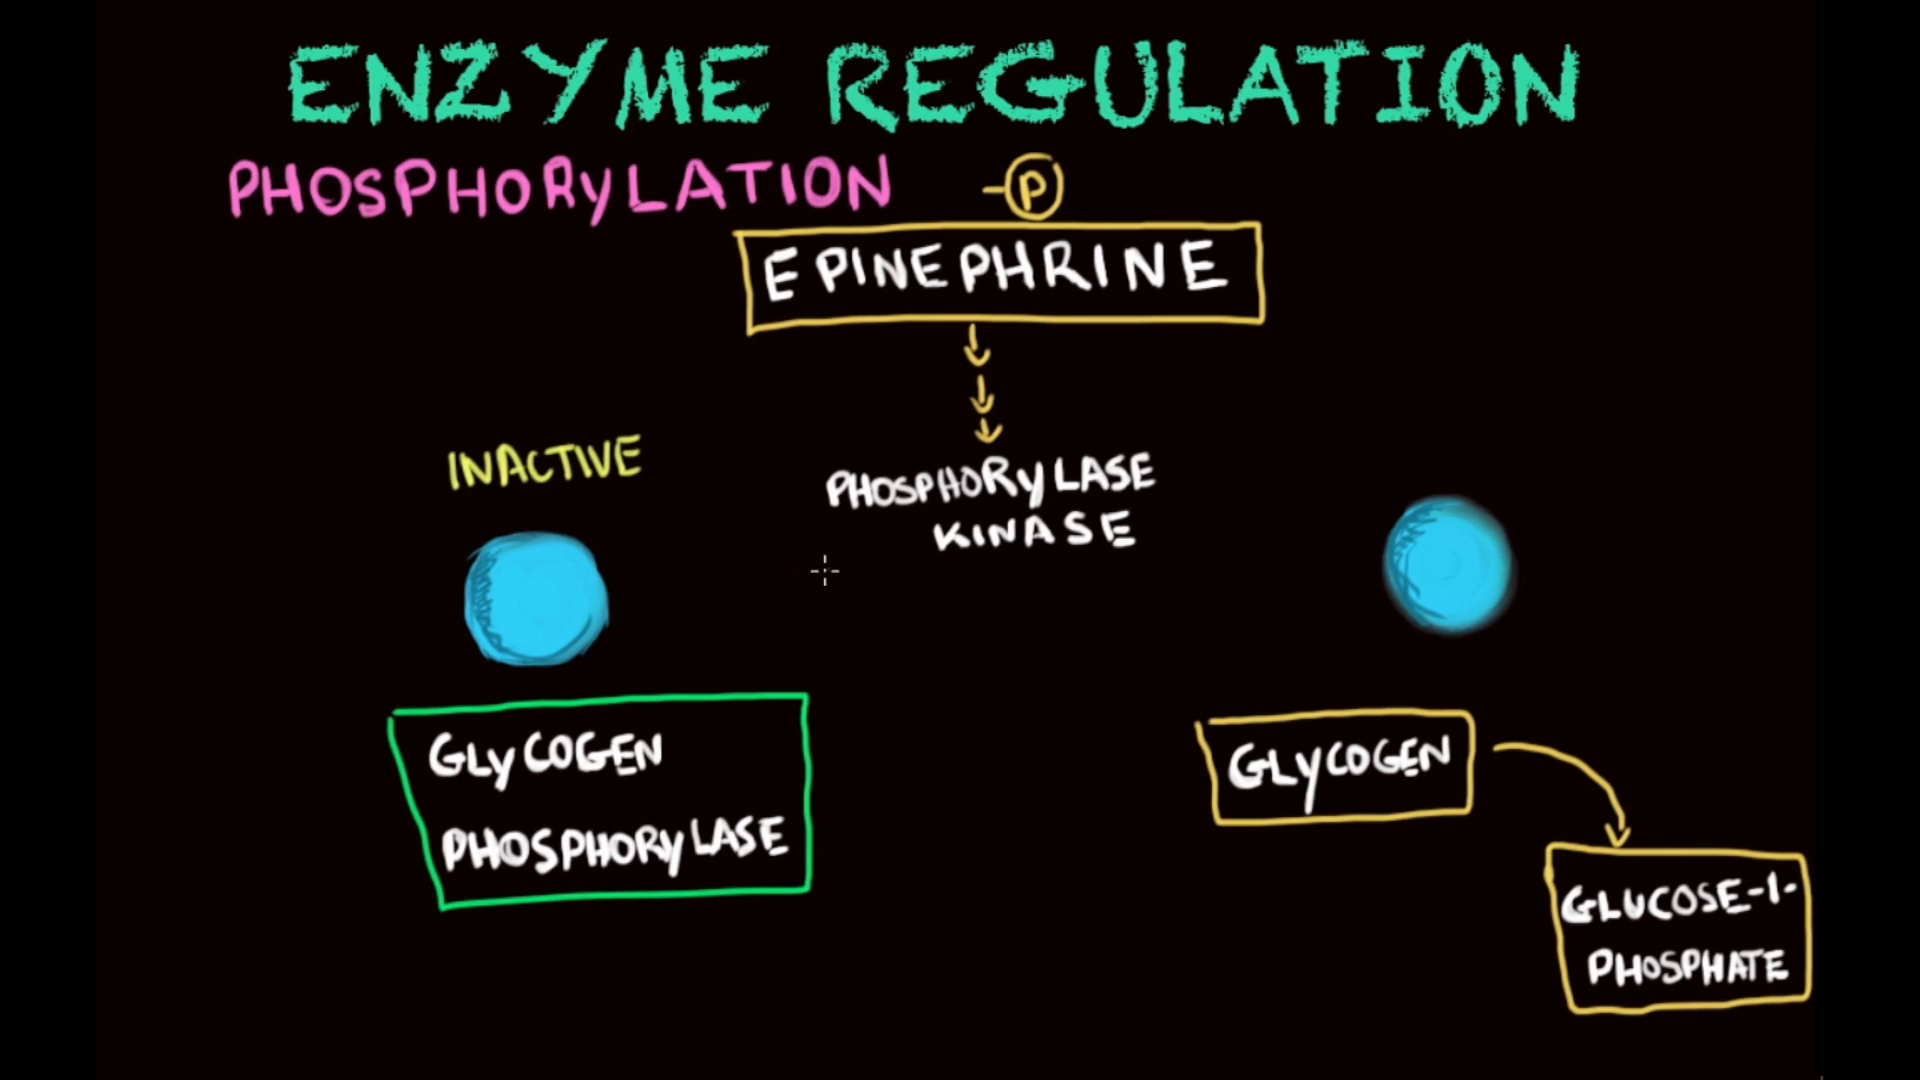 ENZYME REGULATION
PHOSPHORYLATION -P
EPINEPHRINE
INACTIVE
PHOSPHORYLASE
KINASE
GLYCOGEN
PHOSPHORYLASE
GLYCOGEN
GLUCOSE-1-
PHOSPHATE